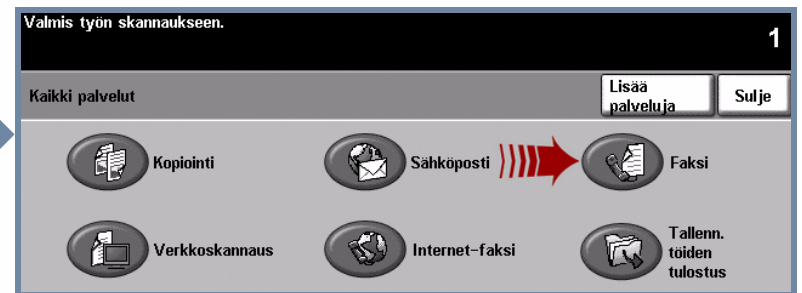 Valmis työn skannaukseen.
1
Kaikki palvelut
Lisää
palveluja
Sulje
Kopiointi
Sähköposti
Faksi
Verkkoskannaus
Internet-faksi
Tallenn.
töiden
tulostus